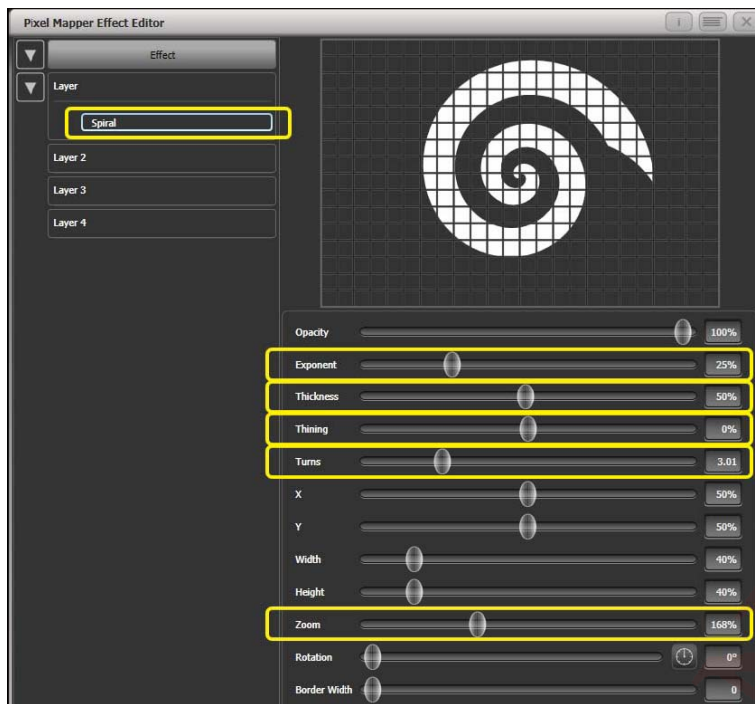 Pixel Mapper Effect Editor
Effect
Layer
Spiral
Layer 2
Layer 3
Layer 4
Opacity 100%
Exponent 25%
Thickness 50%
Thining 0%
Turns 3.01
X 50%
Y 50%
Width 40%
Height 40%
Zoom 168%
Rotation 0°
Border Width 0